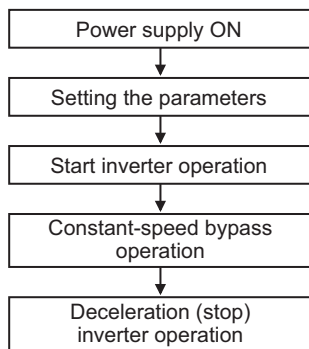 Power supply ON
Setting the parameters
Start inverter operation
Constant-speed bypass
operation
Deceleration (stop)
inverter operation